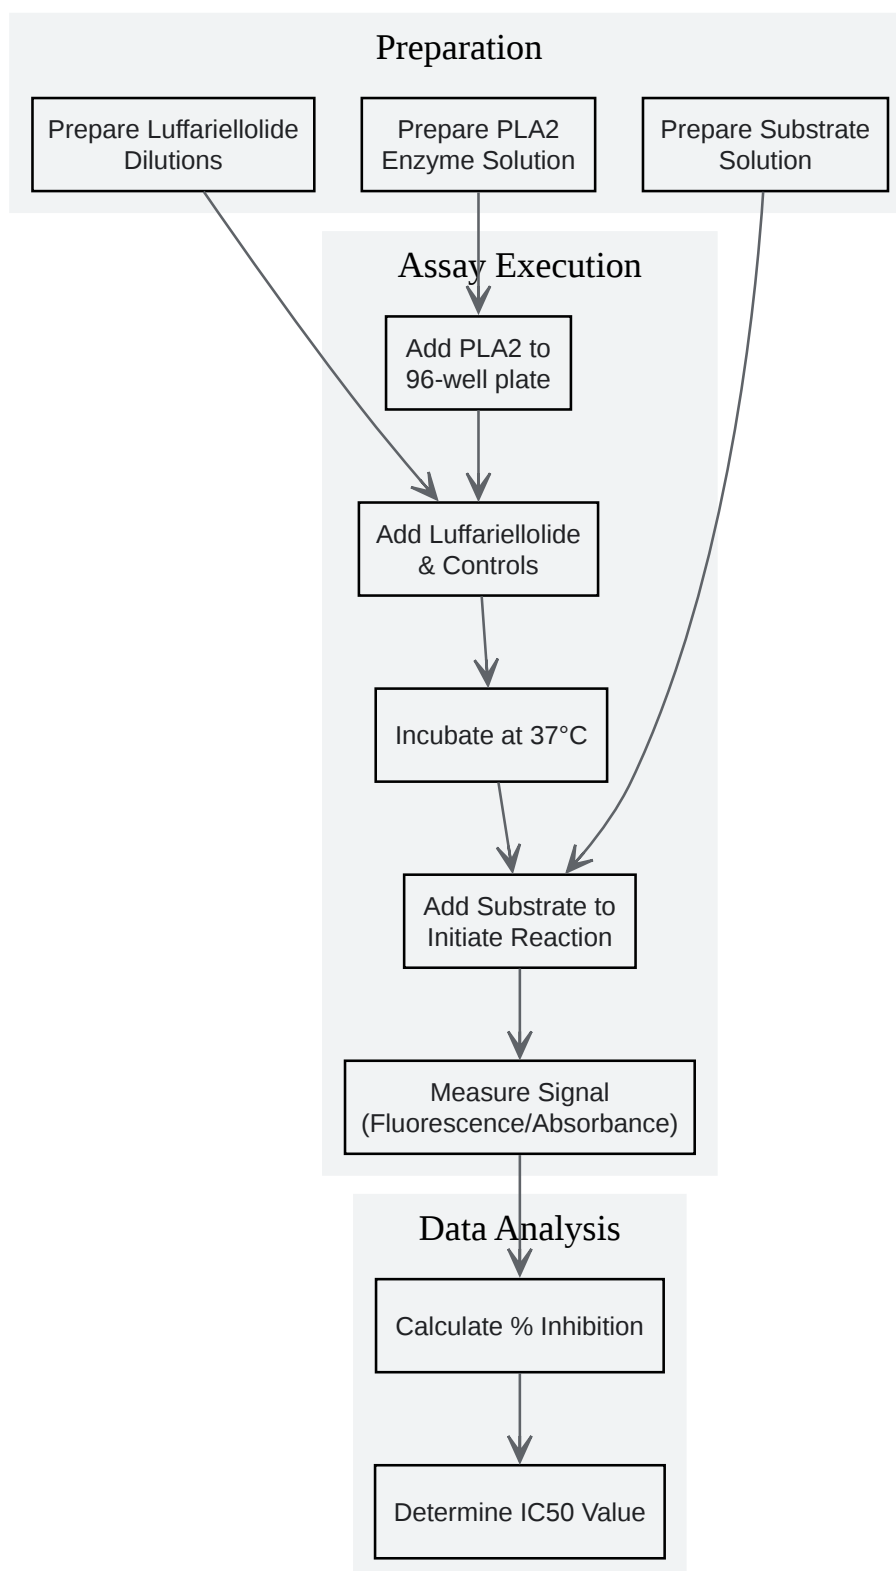 Preparation
Prepare Luffariellolide
Dilutions
Prepare PLA2
Enzyme Solution
Prepare Substrate
Solution
Assay Execution
Add PLA2 to
96-well plate
Add Luffariellolide
& Controls
Incubate at 37°C
Add Substrate to
Initiate Reaction
Measure Signal
(Fluorescence/Absorbance)
Data Analysis
Calculate % Inhibition
Determine IC50 Value